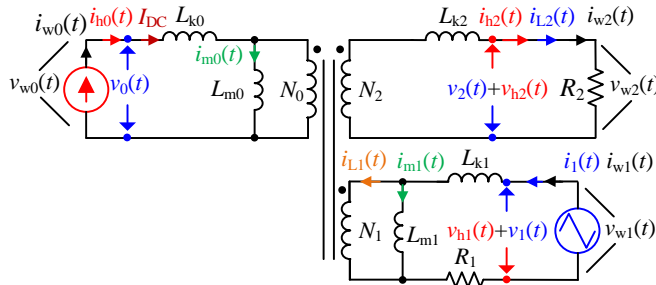 i_w0(t)
i_h0(t)
I_DC
L_k0
i_m0(t)
v_w0(t)
v_0(t)
L_m0
N_0
N_2
L_k2
i_h2(t)
i_L2(t)
i_w2(t)
v_2(t)+v_h2(t)
R_2
v_w2(t)
i_L1(t)
i_m1(t)
L_k1
i_1(t)
i_w1(t)
N_1
L_m1
v_h1(t)+v_1(t)
v_w1(t)
R_1